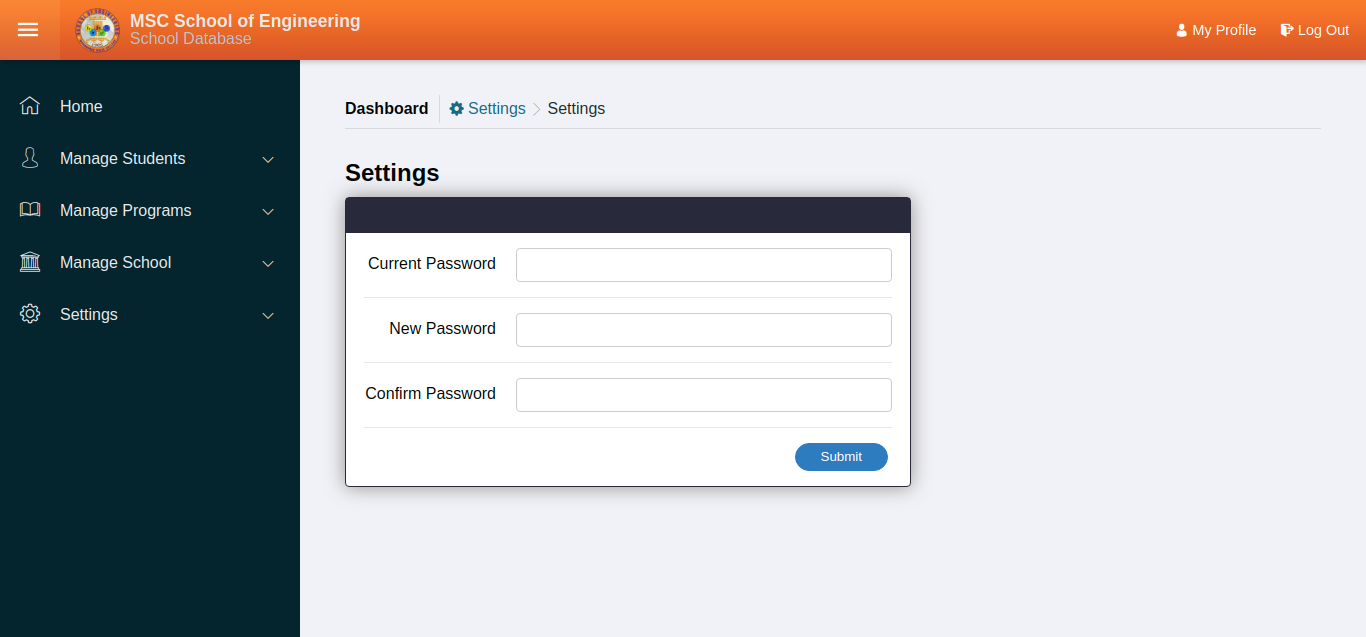 MSC School of Engineering
School Database
My Profile
Log Out
Home
Manage Students
Manage Programs
Manage School
Settings
Dashboard Settings Settings
Settings
Current Password
New Password
Confirm Password
Submit